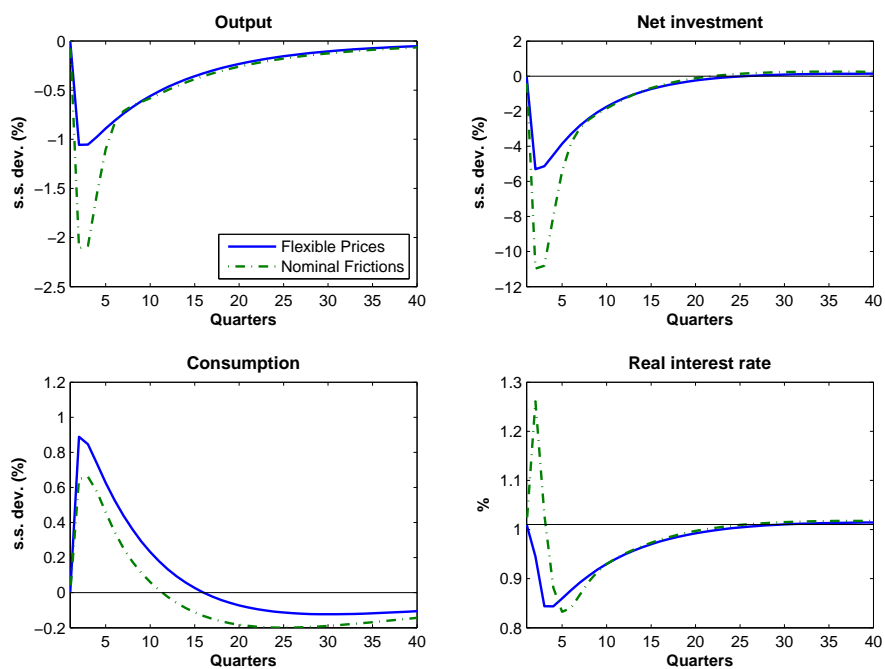 Output
0
−0.5
−1
−1.5
−2
−2.5
s.s. dev. (%)
5 10 15 20 25 30 35 40
Quarters
Flexible Prices
Nominal Frictions
Net investment
2
0
−2
−4
−6
−8
−10
−12
s.s. dev. (%)
5 10 15 20 25 30 35 40
Quarters
Consumption
1.2
1
0.8
0.6
0.4
0.2
0
−0.2
s.s. dev. (%)
5 10 15 20 25 30 35 40
Quarters
Real interest rate
1.3
1.2
1.1
1
0.9
0.8
%
5 10 15 20 25 30 35 40
Quarters